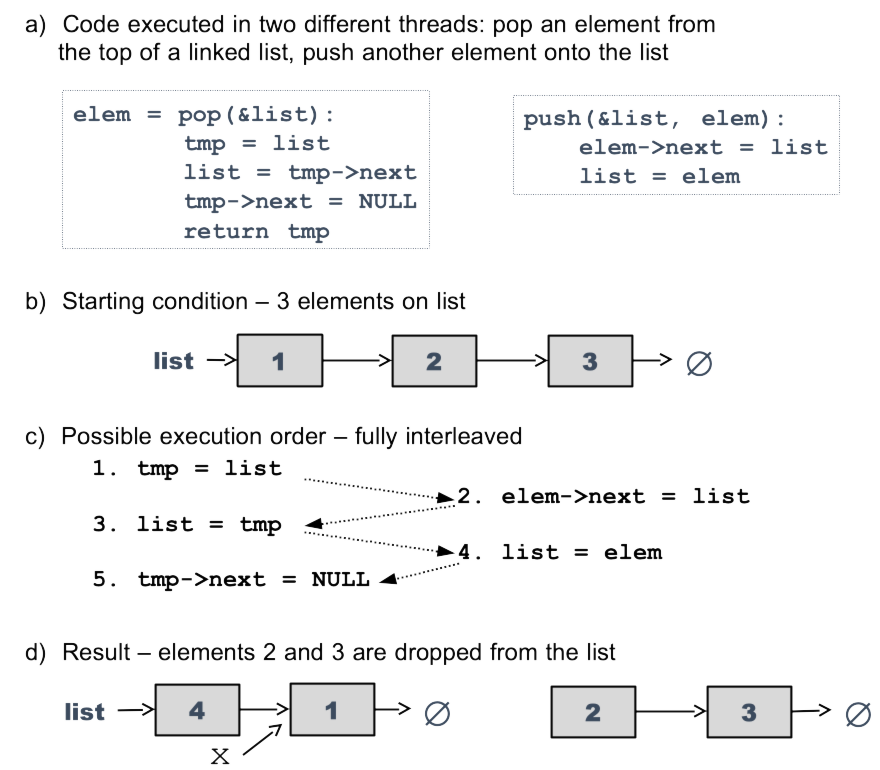 a) Code executed in two different threads: pop an element from
the top of a linked list, push another element onto the list
elem = pop(&list):
tmp = list
list = tmp->next
tmp->next = NULL
return tmp
push(&list, elem):
elem->next = list
list = elem
b) Starting condition – 3 elements on list
list 1 2 3 ∅
c) Possible execution order – fully interleaved
1. tmp = list
2. elem->next = list
3. list = tmp
4. list = elem
5. tmp->next = NULL
d) Result – elements 2 and 3 are dropped from the list
list 4 1 ∅ 2 3 ∅
X